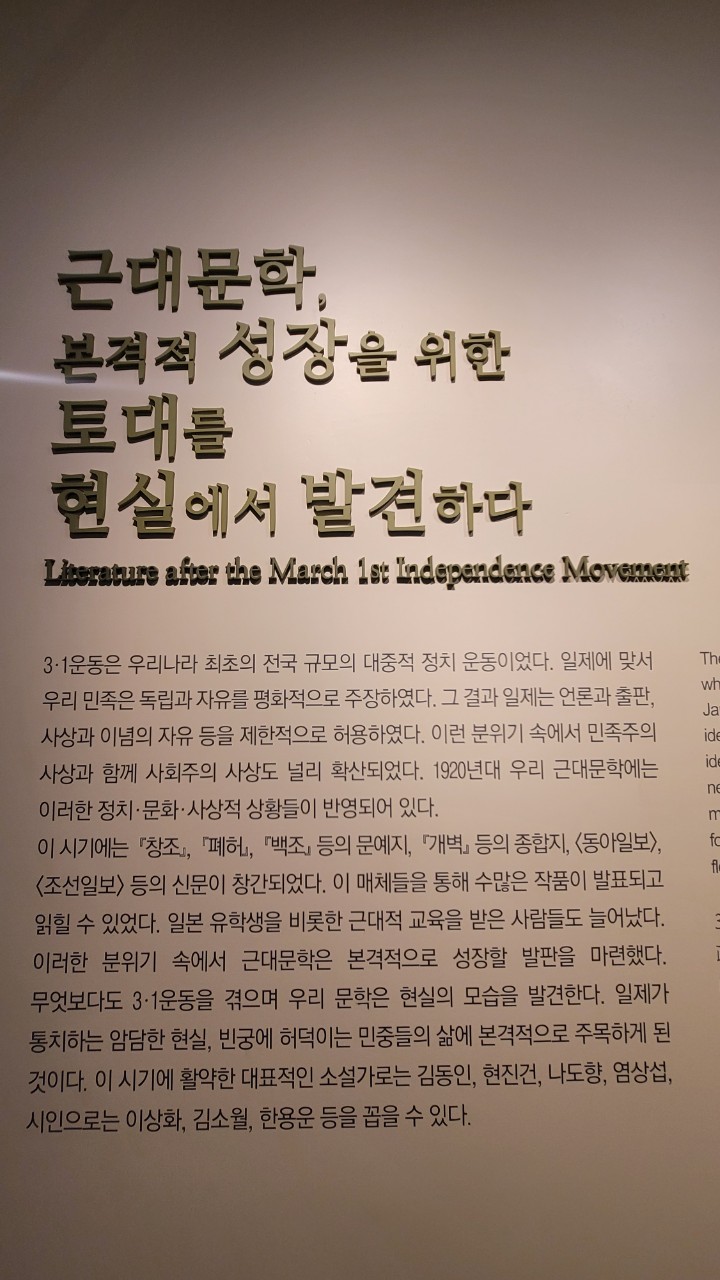 근대문학,
본격적 성장을 위한
토대를
현실에서 발견하다
Literature after the March 1st Independence Movement
3·1운동은 우리나라 최초의 전국 규모의 대중적 정치 운동이었다. 일제에 맞서
우리 민족은 독립과 자유를 평화적으로 주장하였다. 그 결과 일제는 언론과 출판,
사상과 이념의 자유 등을 제한적으로 허용하였다. 이런 분위기 속에서 민족주의
사상과 함께 사회주의 사상도 널리 확산되었다. 1920년대 우리 근대문학에는
이러한 정치·문화·사상적 상황들이 반영되어 있다.
이 시기에는 『창조』, 『폐허』, 『백조』 등의 문예지, 『개벽』 등의 종합지, 〈동아일보〉,
〈조선일보〉 등의 신문이 창간되었다. 이 매체들을 통해 수많은 작품이 발표되고
읽힐 수 있었다. 일본 유학생을 비롯한 근대적 교육을 받은 사람들도 늘어났다.
이러한 분위기 속에서 근대문학은 본격적으로 성장할 발판을 마련했다.
무엇보다도 3·1운동을 겪으며 우리 문학은 현실의 모습을 발견한다. 일제가
통치하는 암담한 현실, 빈궁에 허덕이는 민중들의 삶에 본격적으로 주목하게 된
것이다. 이 시기에 활약한 대표적인 소설가로는 김동인, 현진건, 나도향, 염상섭,
시인으로는 이상화, 김소월, 한용운 등을 꼽을 수 있다.